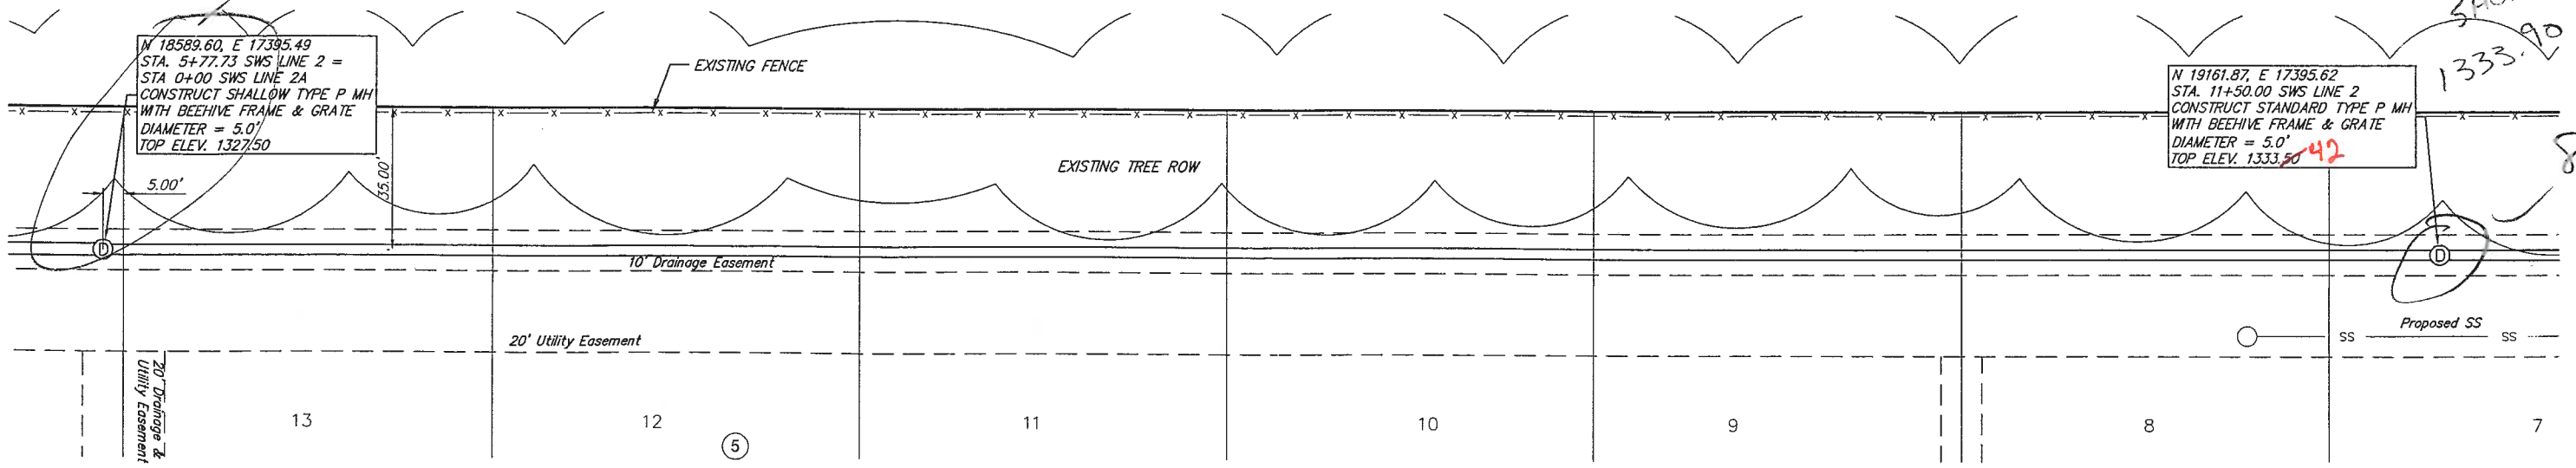 N 18589.60, E 17395.49
STA. 5+77.73 SWS LINE 2 =
STA 0+00 SWS LINE 2A
CONSTRUCT SHALLOW TYPE P MH
WITH BEEHIVE FRAME & GRATE
DIAMETER = 5.0'
TOP ELEV. 1327.50
EXISTING FENCE
1333.90
N 19161.87, E 17395.62
STA. 11+50.00 SWS LINE 2
CONSTRUCT STANDARD TYPE P MH
WITH BEEHIVE FRAME & GRATE
DIAMETER = 5.0'
TOP ELEV. 1333.50 42
35.00'
5.00'
EXISTING TREE ROW
8
D
D
10' Drainage Easement
20' Utility Easement
Proposed SS
SS
SS
20' Drainage &
Utility Easement
13
12
11
10
9
8
7
5
x x x x x x x x x x x x x x x x x x x x x x x x x x x x x x x x x x x x x x x x x x